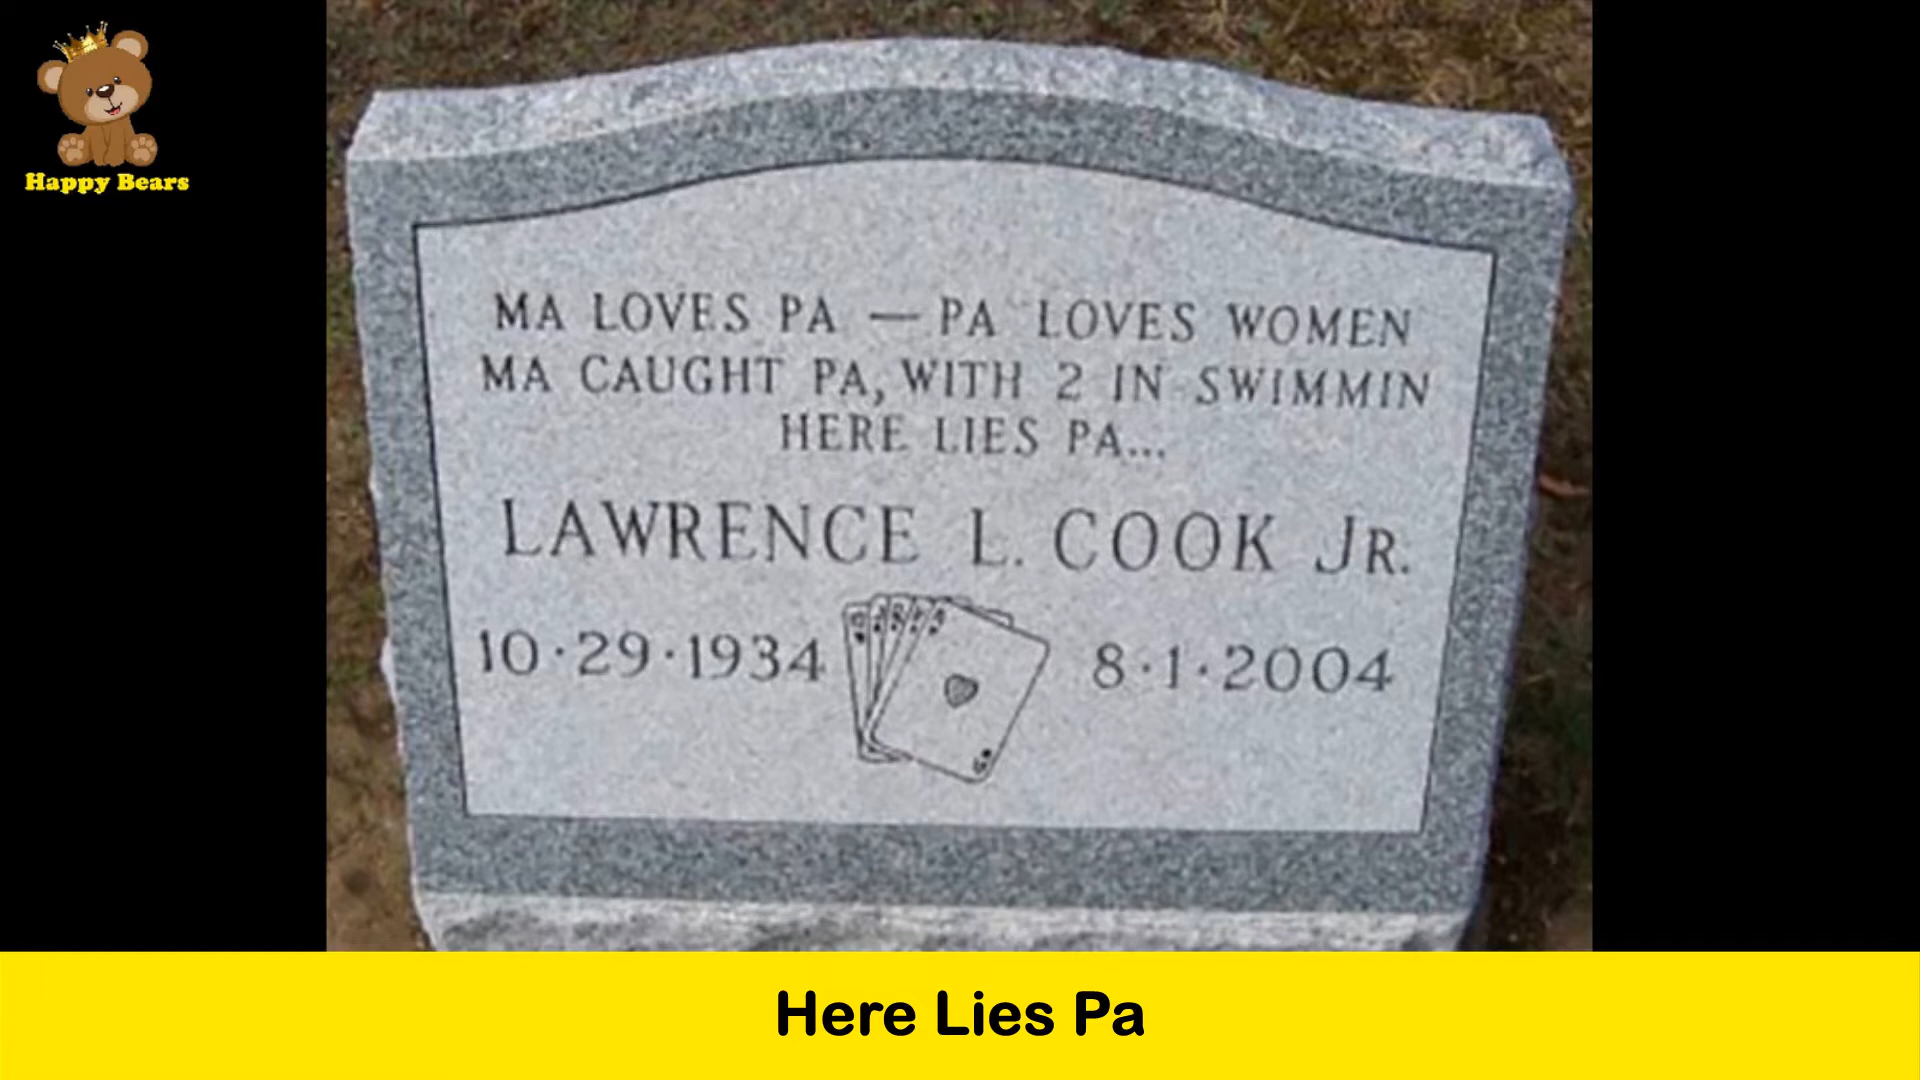 Happy Bears
MA LOVES PA — PA LOVES WOMEN
MA CAUGHT PA, WITH 2 IN SWIMMIN
HERE LIES PA...
LAWRENCE L. COOK JR.
10·29·1934 8·1·2004
Here Lies Pa